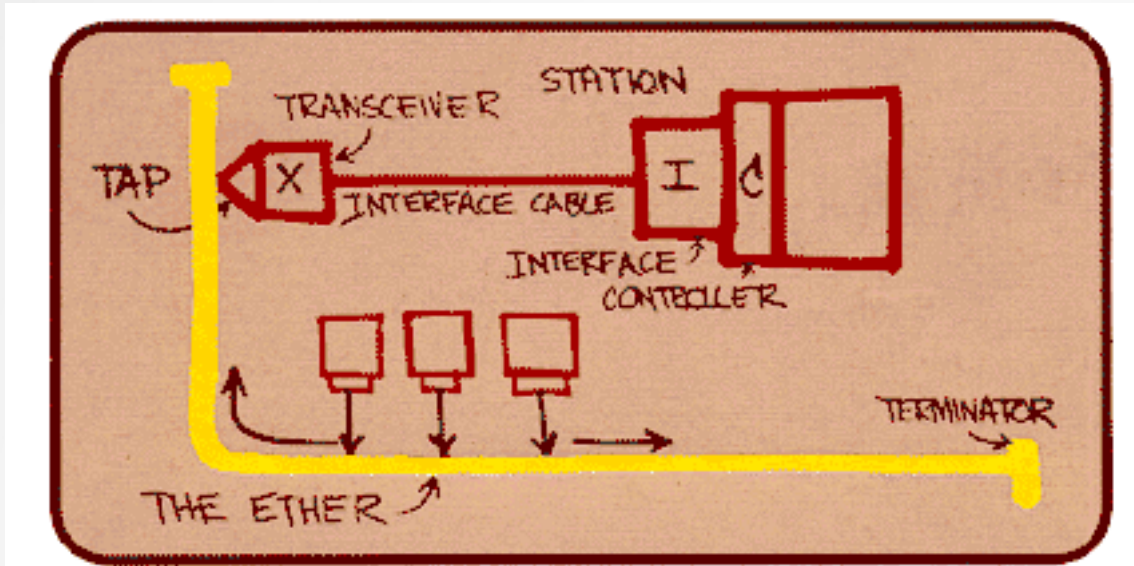 STATION
TRANSCEIVER
TAP
X
I
C
INTERFACE CABLE
INTERFACE
CONTROLLER
TERMINATOR
THE ETHER